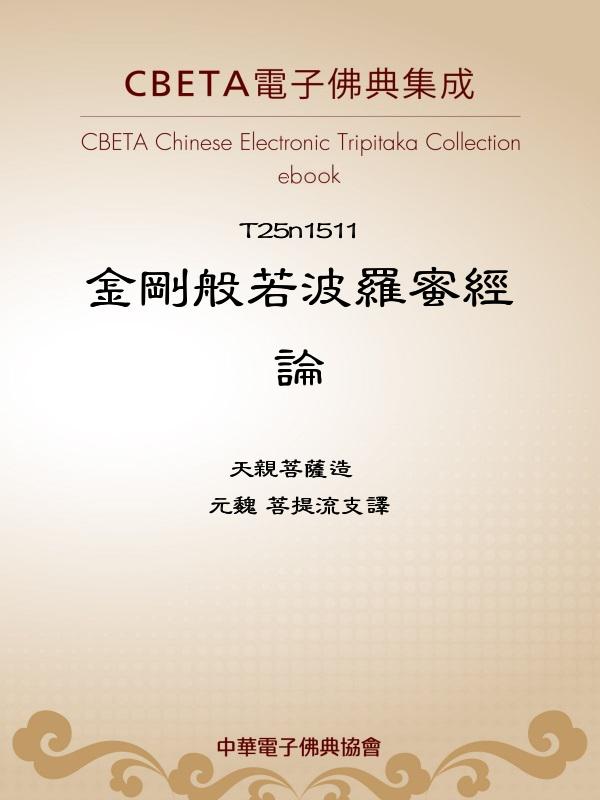 CBETA電子佛典集成
CBETA Chinese Electronic Tripitaka Collection
ebook
T25n1511
金剛般若波羅蜜經
論
天親菩薩造
元魏 菩提流支譯
中華電子佛典協會